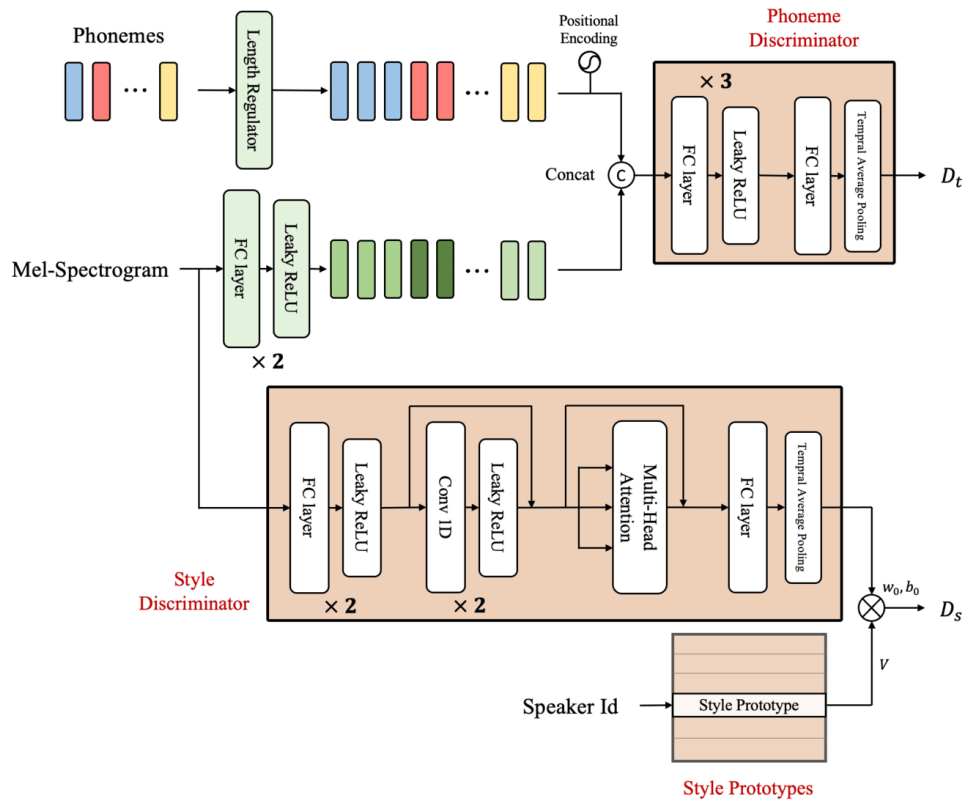 Phonemes
Length Regulator
Positional
Encoding
Phoneme
Discriminator
× 3
FC layer
Leaky ReLU
FC layer
Tempral Average Pooling
D_t
Concat
C
Mel-Spectrogram
FC layer
Leaky ReLU
× 2
FC layer
Leaky ReLU
× 2
Conv 1D
Leaky ReLU
× 2
Multi-Head
Attention
FC layer
Tempral Average Pooling
Style
Discriminator
w₀, b₀
D_s
V
Speaker Id
Style Prototype
Style Prototypes